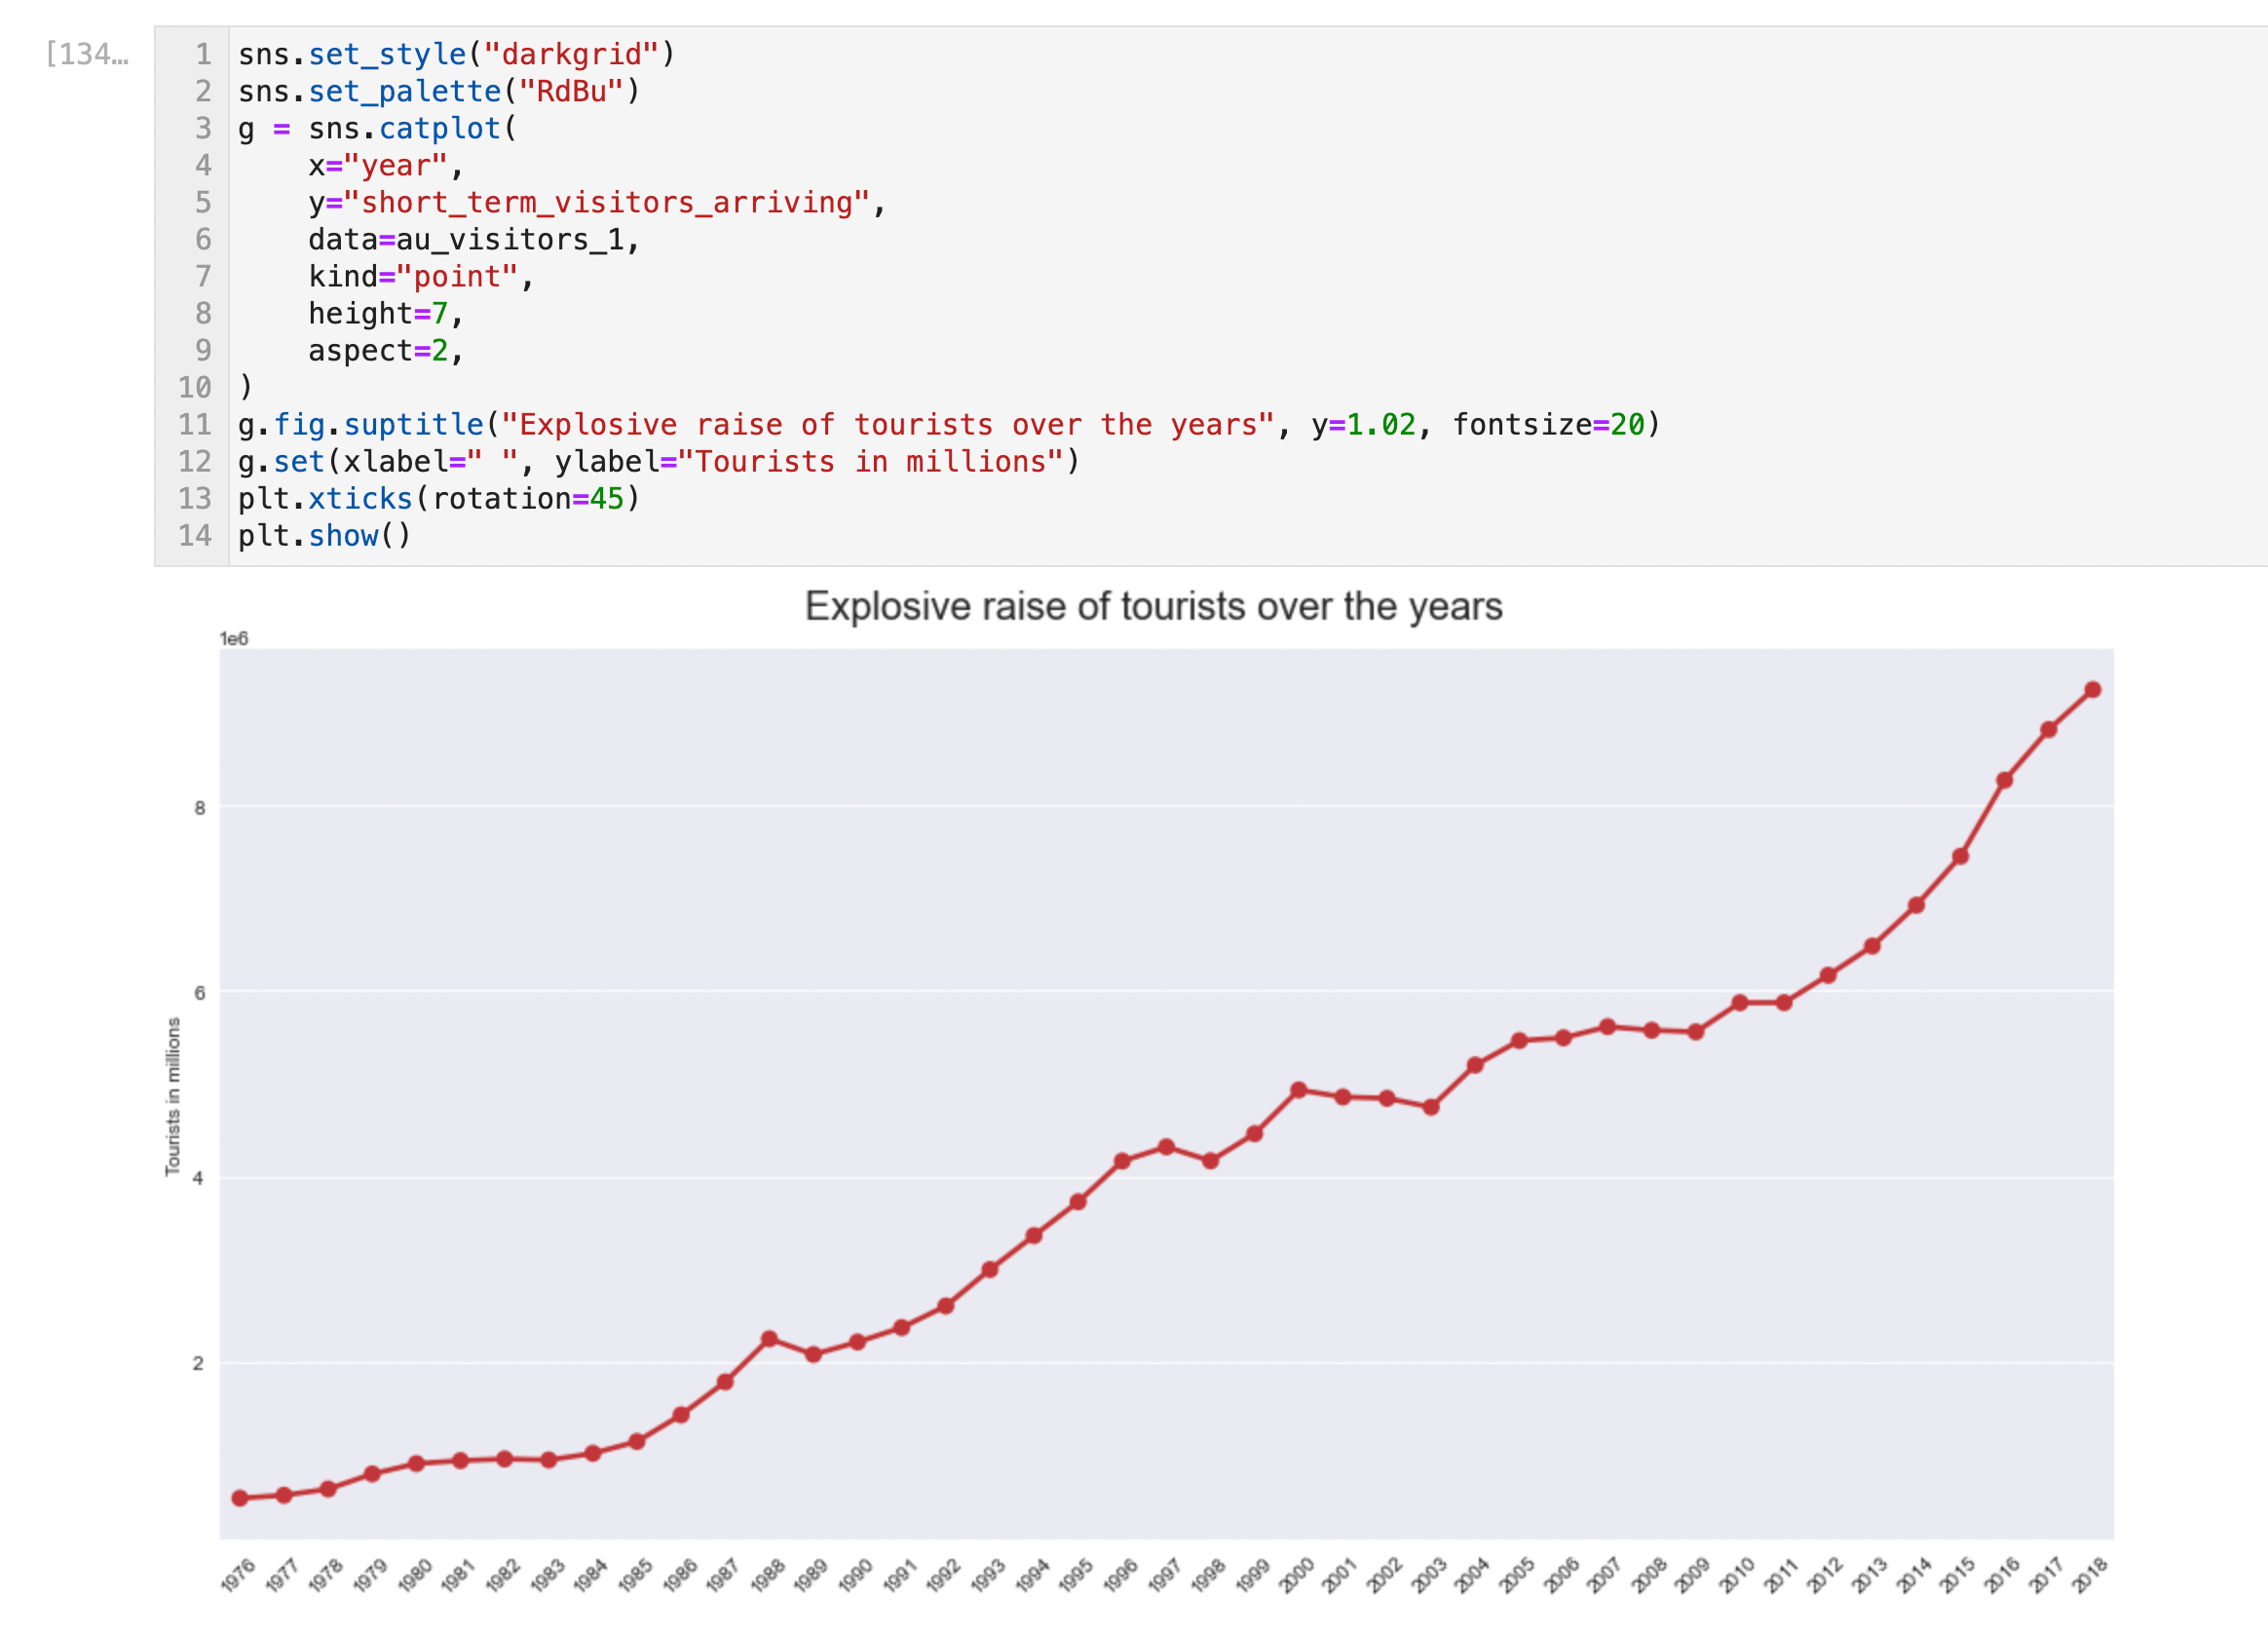 [134…
1 sns.set_style("darkgrid")
2 sns.set_palette("RdBu")
3 g = sns.catplot(
4     x="year",
5     y="short_term_visitors_arriving",
6     data=au_visitors_1,
7     kind="point",
8     height=7,
9     aspect=2,
10 )
11 g.fig.suptitle("Explosive raise of tourists over the years", y=1.02, fontsize=20)
12 g.set(xlabel=" ", ylabel="Tourists in millions")
13 plt.xticks(rotation=45)
14 plt.show()
Explosive raise of tourists over the years
1e6
8
6
4
2
Tourists in millions
1976 1977 1978 1979 1980 1981 1982 1983 1984 1985 1986 1987 1988 1989 1990 1991 1992 1993 1994 1995 1996 1997 1998 1999 2000 2001 2002 2003 2004 2005 2006 2007 2008 2009 2010 2011 2012 2013 2014 2015 2016 2017 2018